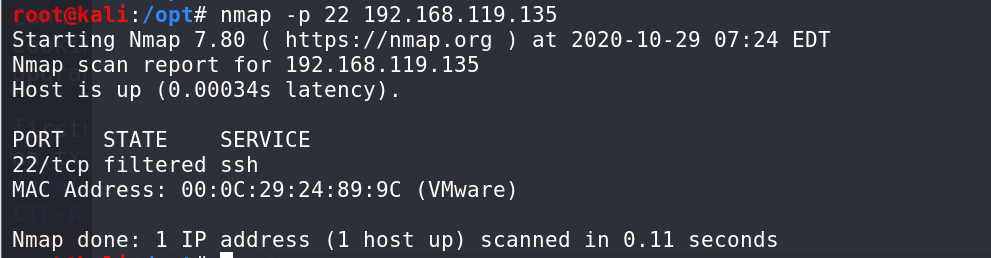 root@kali:/opt# nmap -p 22 192.168.119.135
Starting Nmap 7.80 ( https://nmap.org ) at 2020-10-29 07:24 EDT
Nmap scan report for 192.168.119.135
Host is up (0.00034s latency).
PORT   STATE    SERVICE
22/tcp filtered ssh
MAC Address: 00:0C:29:24:89:9C (VMware)
Nmap done: 1 IP address (1 host up) scanned in 0.11 seconds